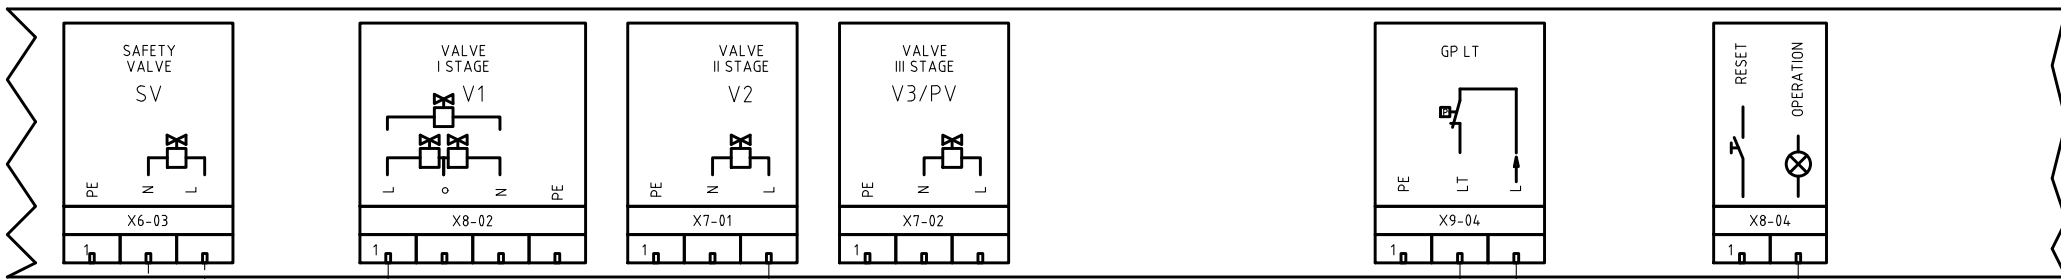 SAFETY
VALVE
SV
PE
N
L
X6-03
1
VALVE
I STAGE
V1
L
N
PE
X8-02
1
VALVE
II STAGE
V2
PE
N
L
X7-01
1
VALVE
III STAGE
V3/PV
PE
N
L
X7-02
1
GP LT
P
PE
LT
L
X9-04
1
RESET
OPERATION
X8-04
1